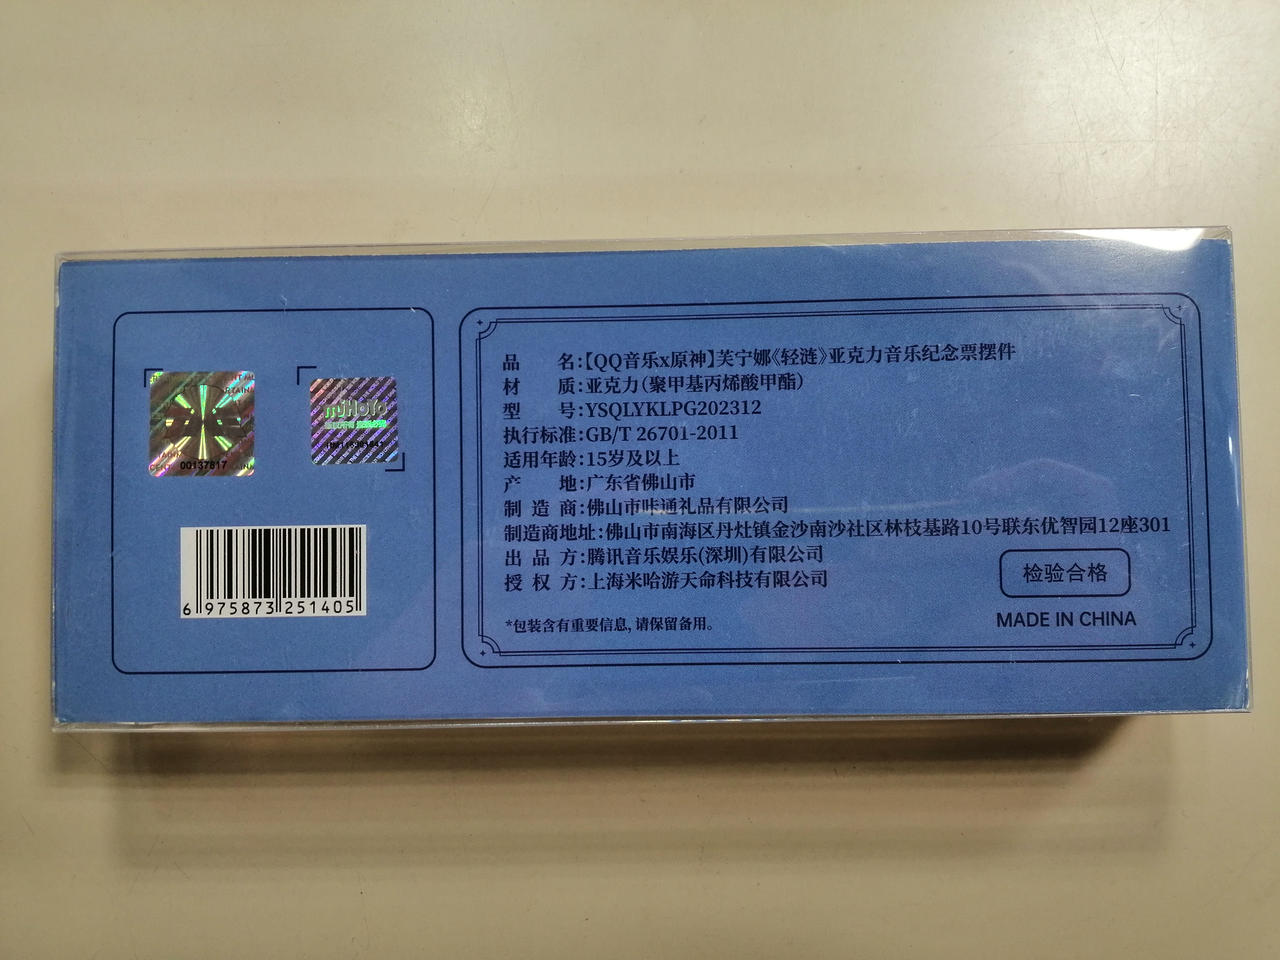 00137817
miHoYo
6 975873 251405
品 名:【QQ音乐x原神】芙宁娜《轻涟》亚克力音乐纪念票摆件
材 质:亚克力(聚甲基丙烯酸甲酯)
型 号:YSQLYKLPG202312
执行标准:GB/T 26701-2011
适用年龄:15岁及以上
产 地:广东省佛山市
制 造 商:佛山市咔通礼品有限公司
制造商地址:佛山市南海区丹灶镇金沙南沙社区林枝基路10号联东优智园12座301
出 品 方:腾讯音乐娱乐(深圳)有限公司
授 权 方:上海米哈游天命科技有限公司
检验合格
*包装含有重要信息, 请保留备用。
MADE IN CHINA